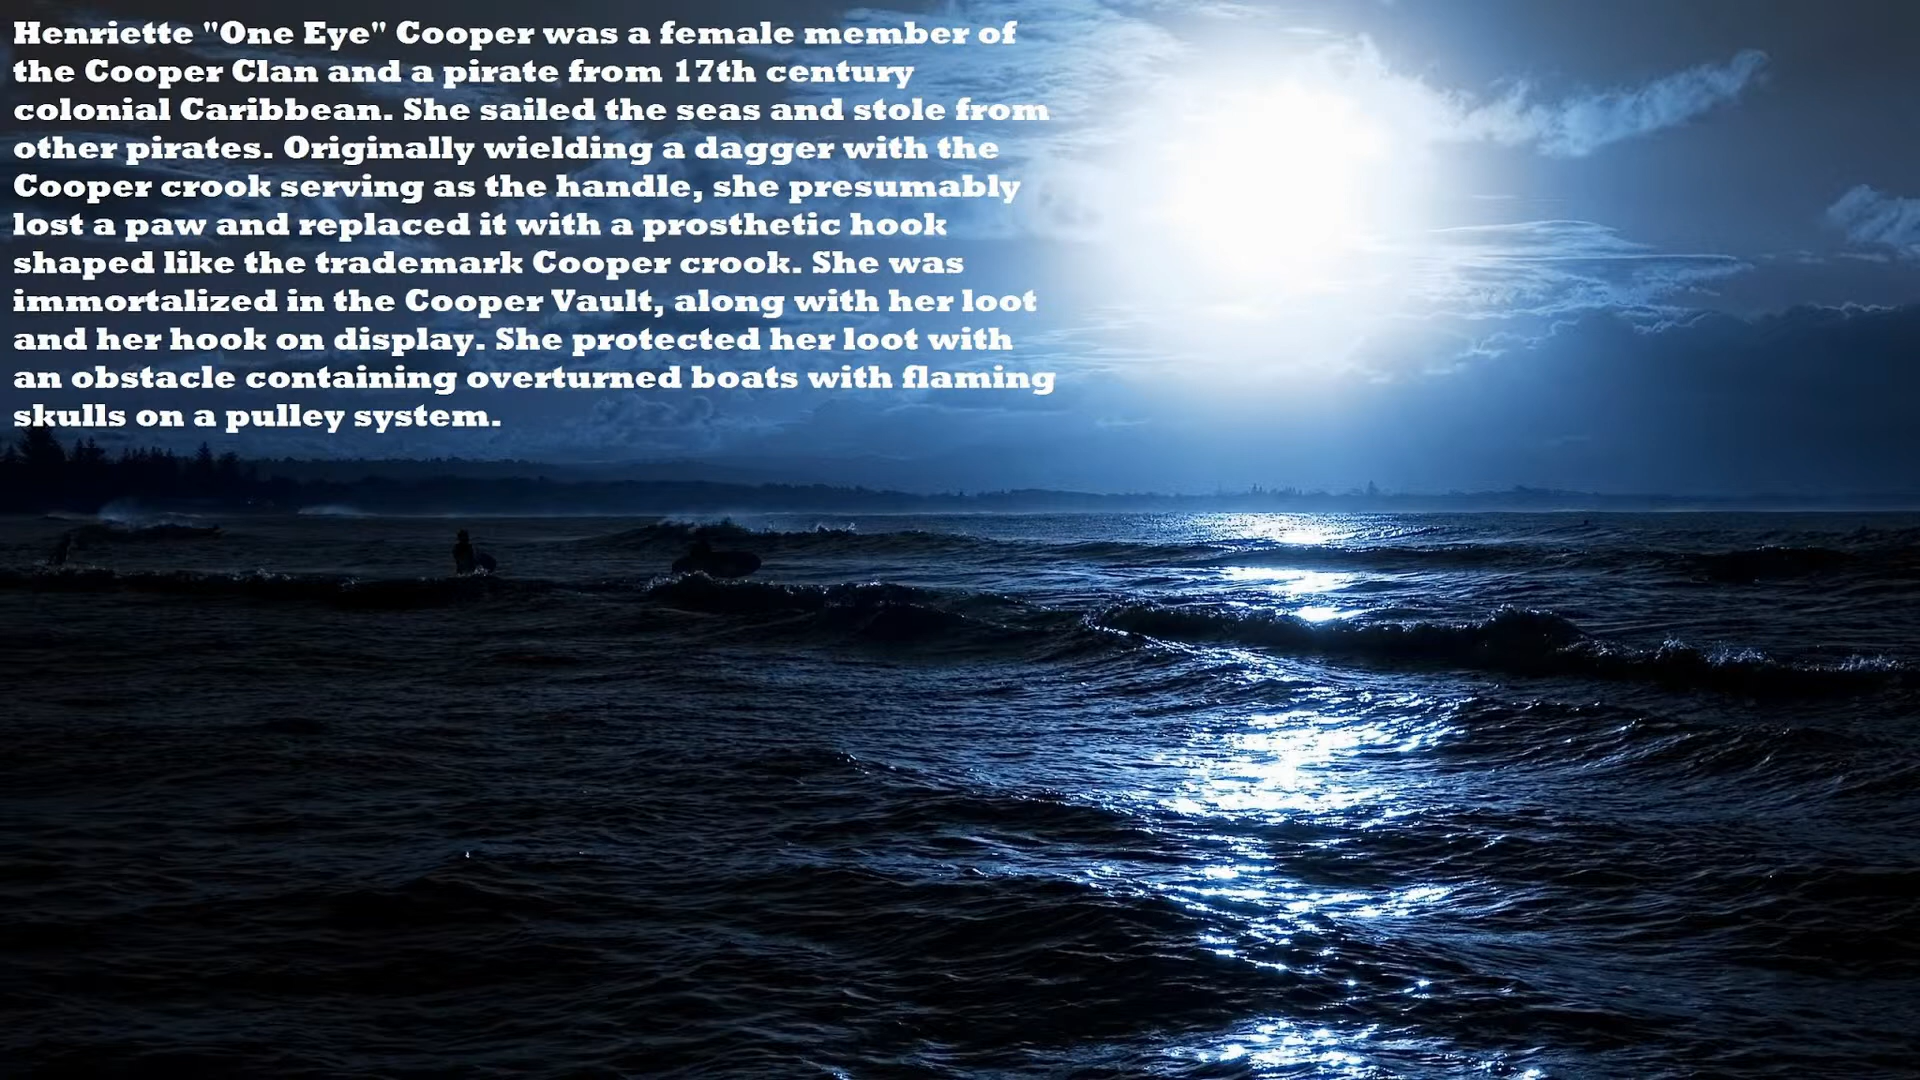 Henriette "One Eye" Cooper was a female member of
the Cooper Clan and a pirate from 17th century
colonial Caribbean. She sailed the seas and stole from
other pirates. Originally wielding a dagger with the
Cooper crook serving as the handle, she presumably
lost a paw and replaced it with a prosthetic hook
shaped like the trademark Cooper crook. She was
immortalized in the Cooper Vault, along with her loot
and her hook on display. She protected her loot with
an obstacle containing overturned boats with flaming
skulls on a pulley system.